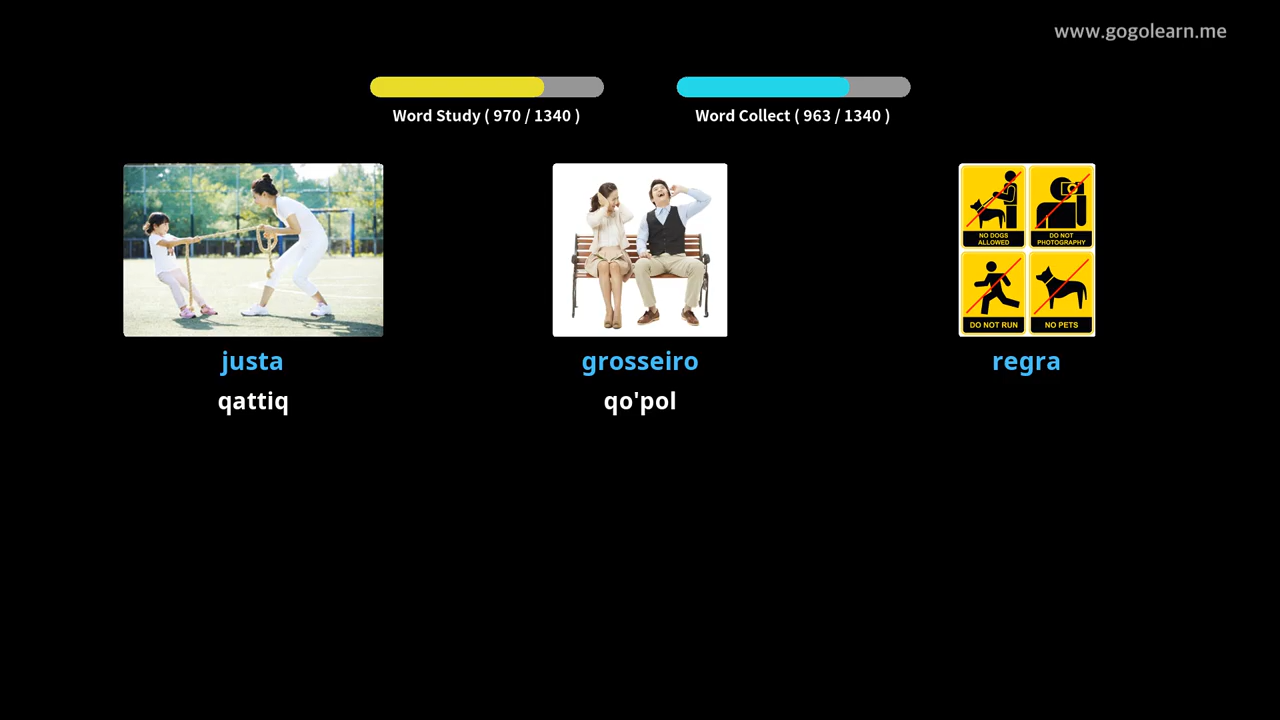 www.gogolearn.me
Word Study ( 970 / 1340 )
Word Collect ( 963 / 1340 )
NO DOGS
ALLOWED
DO NOT
PHOTOGRAPHY
DO NOT RUN
NO PETS
justa
grosseiro
regra
qattiq
qo'pol